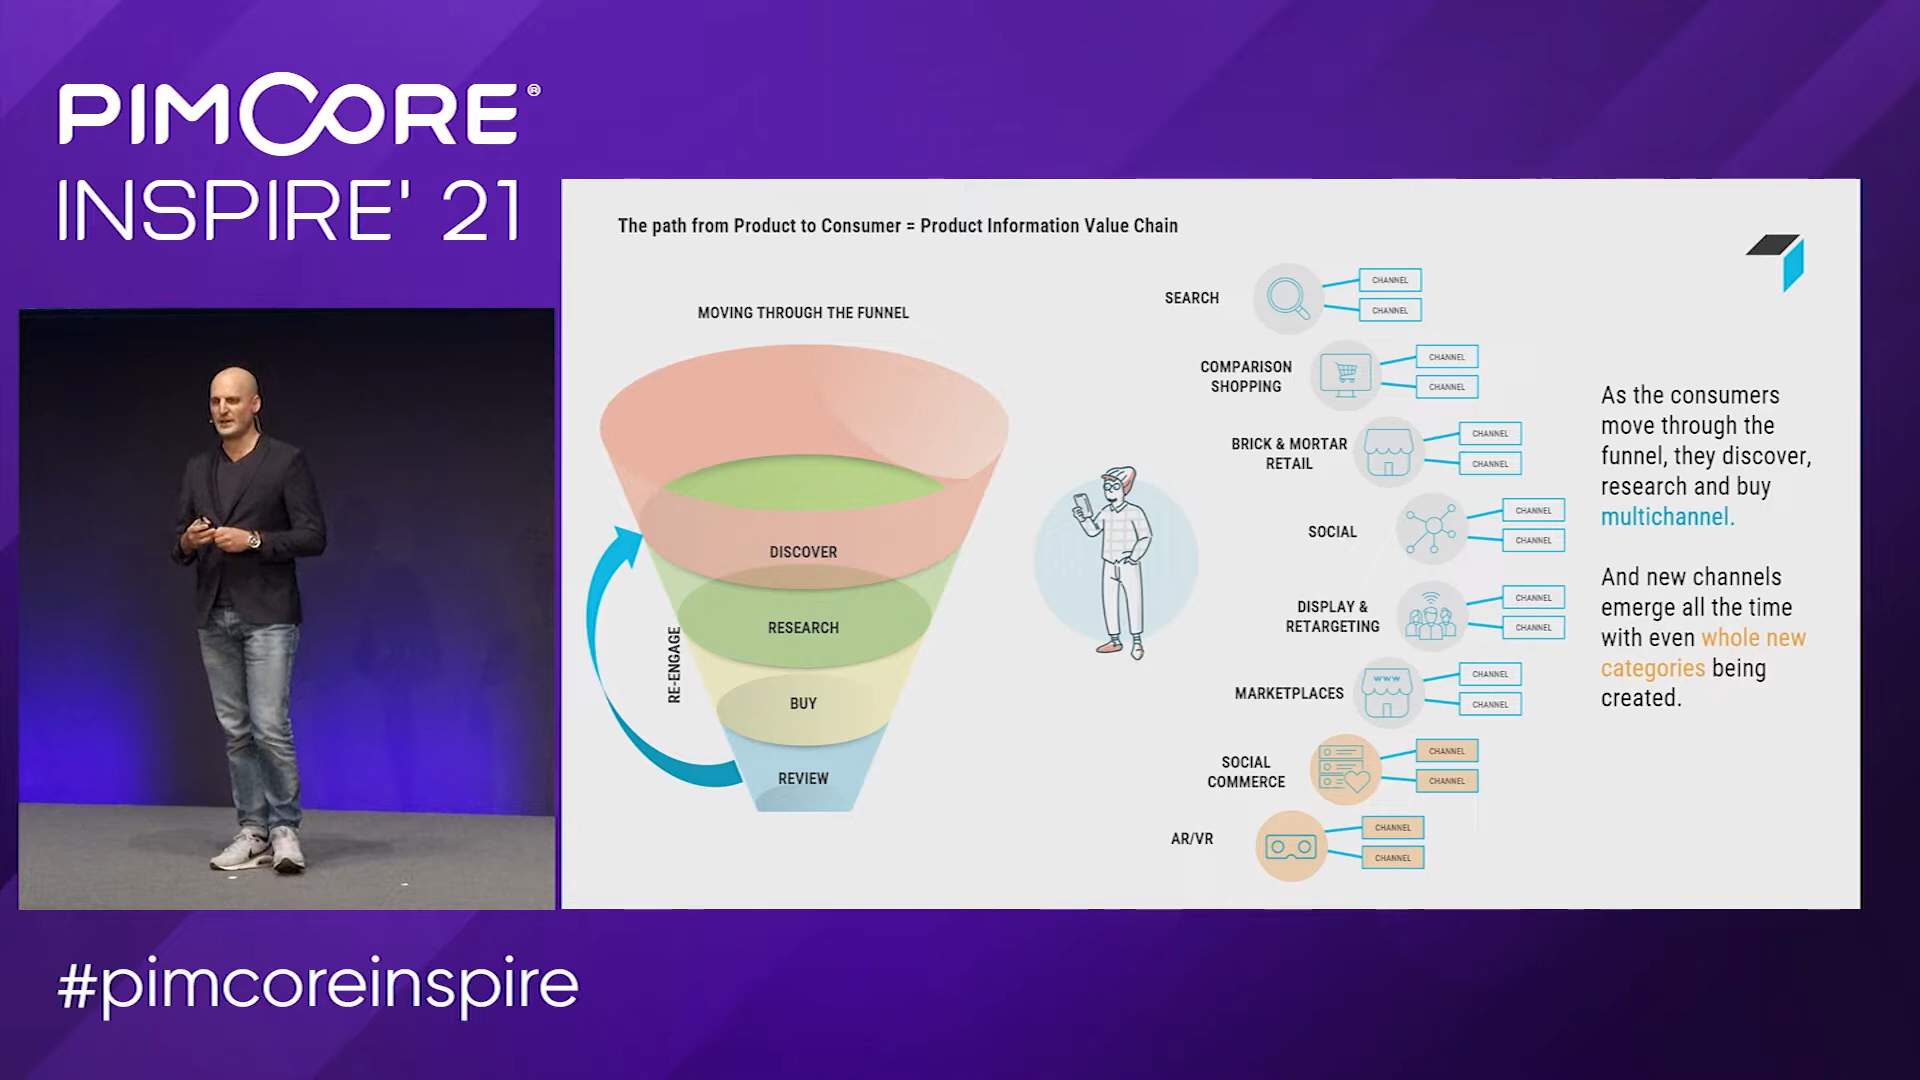 PIMCORE®
INSPIRE' 21
The path from Product to Consumer = Product Information Value Chain
MOVING THROUGH THE FUNNEL
DISCOVER
RESEARCH
BUY
REVIEW
RE-ENGAGE
SEARCH
CHANNEL
CHANNEL
COMPARISON
SHOPPING
CHANNEL
CHANNEL
BRICK & MORTAR
RETAIL
CHANNEL
CHANNEL
SOCIAL
CHANNEL
CHANNEL
DISPLAY &
RETARGETING
CHANNEL
CHANNEL
MARKETPLACES
WWW
CHANNEL
CHANNEL
SOCIAL
COMMERCE
CHANNEL
CHANNEL
AR/VR
CHANNEL
CHANNEL
As the consumers
move through the
funnel, they discover,
research and buy
multichannel.
And new channels
emerge all the time
with even whole new
categories being
created.
#pimcoreinspire